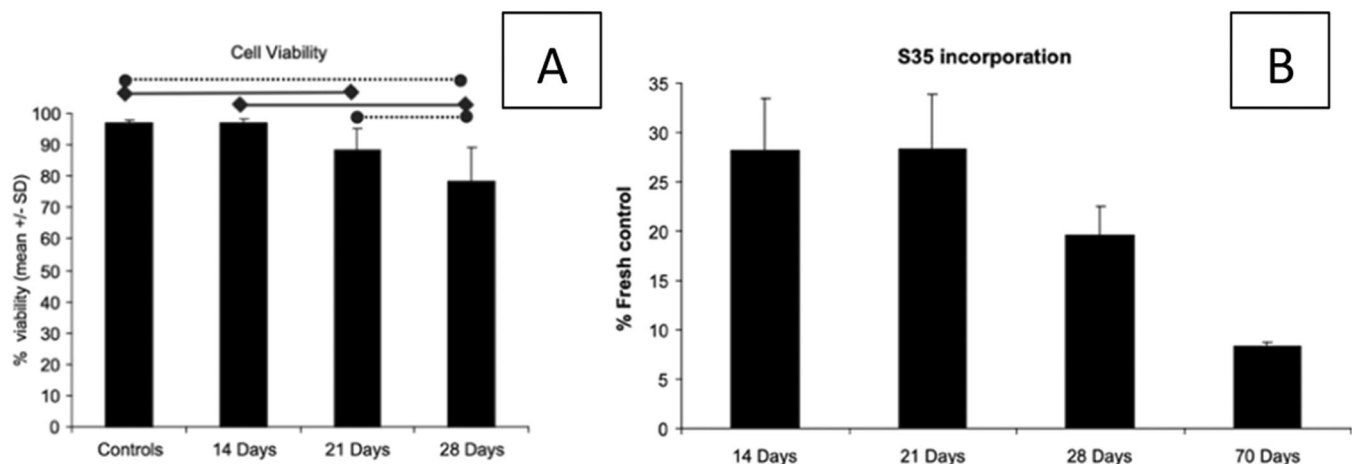 Cell Viability
A
% viability (mean +/- SD)
100
90
80
70
60
50
40
30
20
10
0
Controls
14 Days
21 Days
28 Days
S35 incorporation
B
% Fresh control
35
30
25
20
15
10
5
0
14 Days
21 Days
28 Days
70 Days